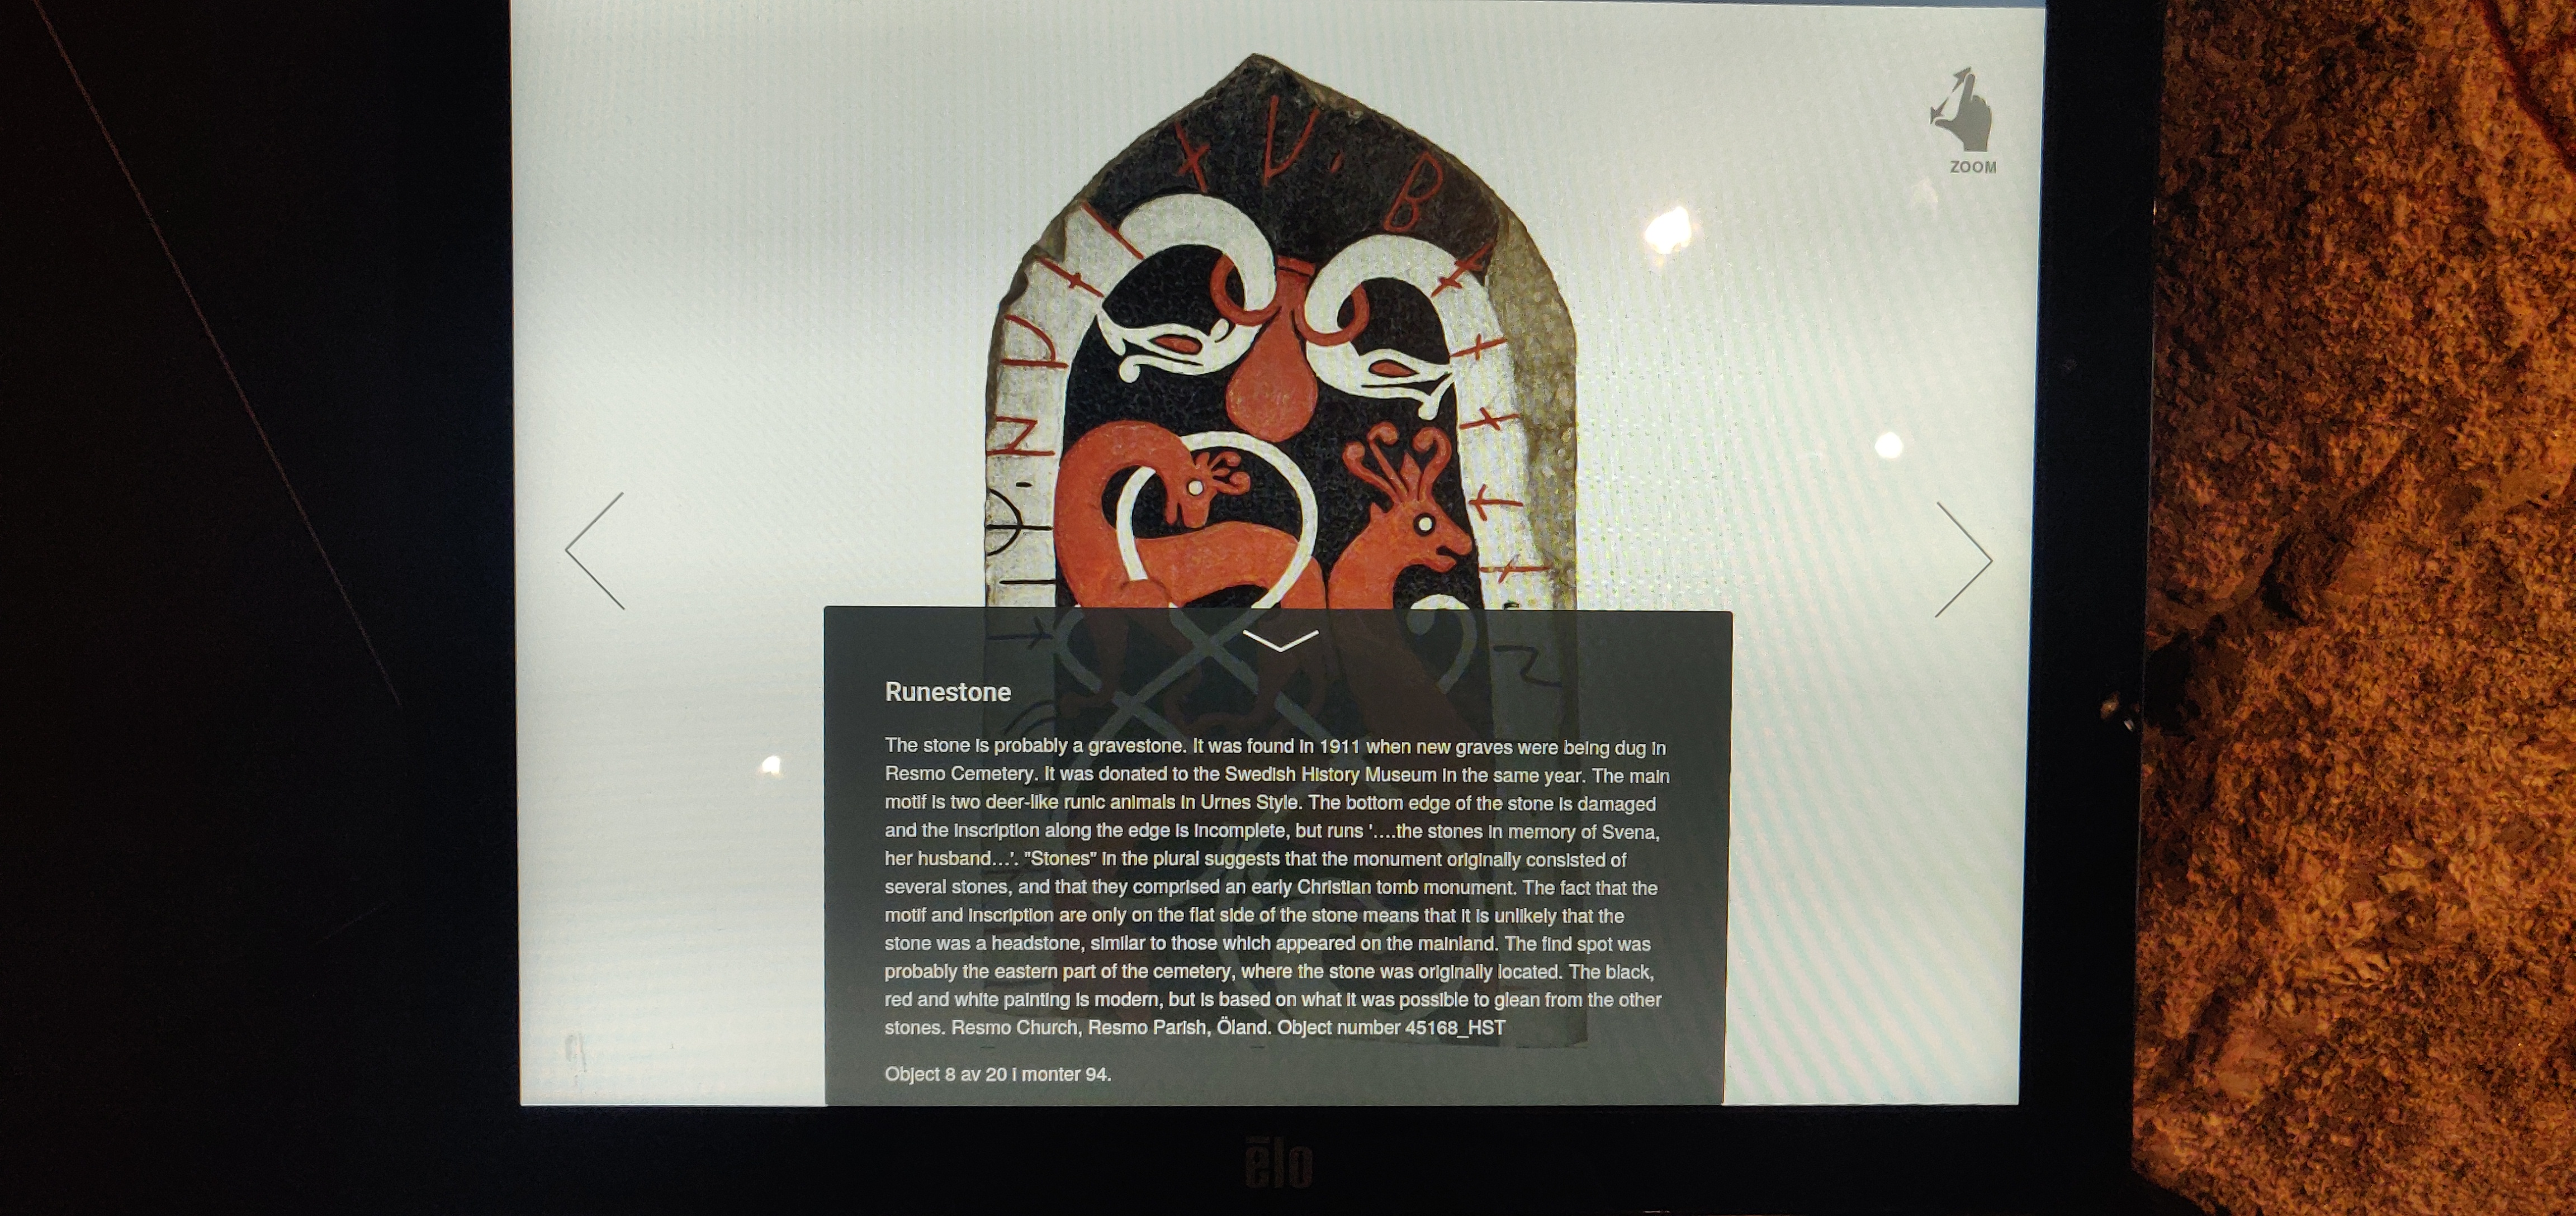 ZOOM
Runestone
The stone is probably a gravestone. It was found in 1911 when new graves were being dug in
Resmo Cemetery. It was donated to the Swedish History Museum in the same year. The main
motif is two deer-like runic animals in Urnes Style. The bottom edge of the stone is damaged
and the inscription along the edge is incomplete, but runs '....the stones in memory of Svena,
her husband...'. "Stones" in the plural suggests that the monument originally consisted of
several stones, and that they comprised an early Christian tomb monument. The fact that the
motif and inscription are only on the flat side of the stone means that it is unlikely that the
stone was a headstone, similar to those which appeared on the mainland. The find spot was
probably the eastern part of the cemetery, where the stone was originally located. The black,
red and white painting is modern, but is based on what it was possible to glean from the other
stones. Resmo Church, Resmo Parish, Öland. Object number 45168_HST
Object 8 av 20 i monter 94.
ēlo